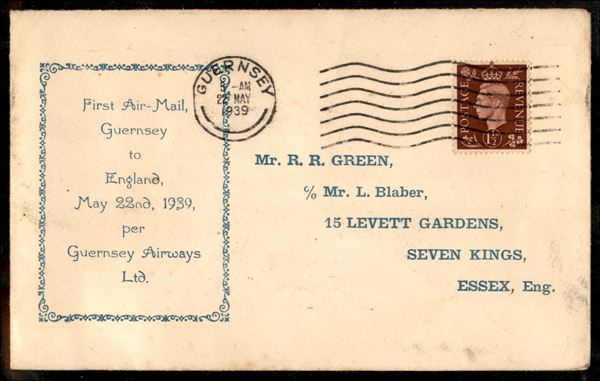 First Air-Mail,
Guernsey
to
England,
May 22nd, 1939,
per
Guernsey Airways
Ltd.
GUERNSEY
5 -AM
22 MAY
1939
POSTAGE
REVENUE
1½D
Mr. R. R. GREEN,
c/o Mr. L. Blaber,
15 LEVETT GARDENS,
SEVEN KINGS,
ESSEX, Eng.